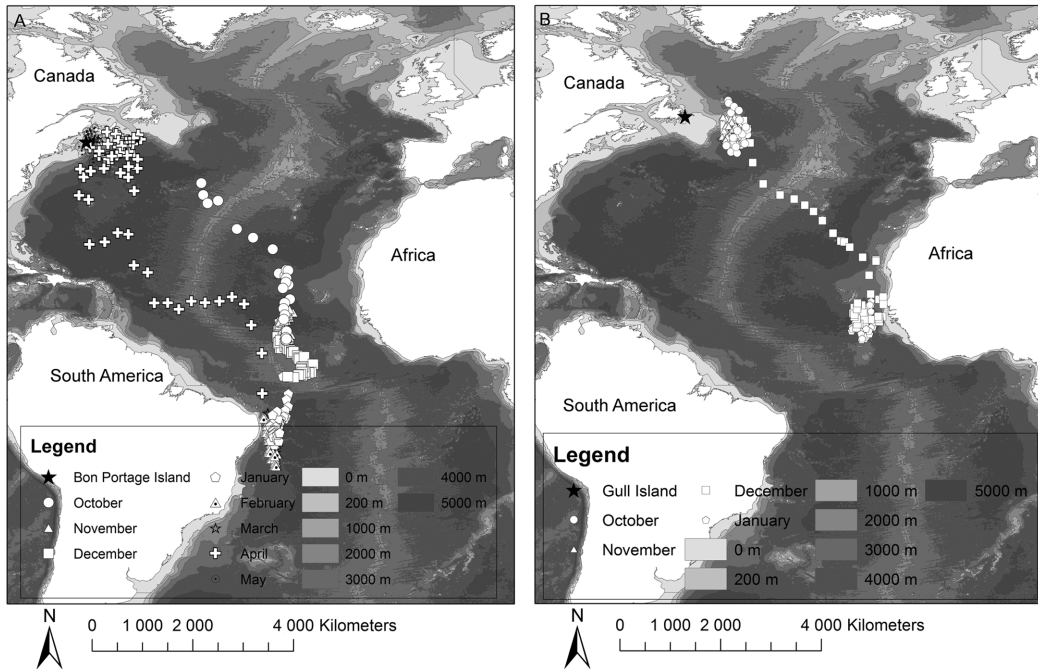 A
Canada
Africa
South America
Legend
Bon Portage Island
October
November
December
January
February
March
April
May
0 m
200 m
1000 m
2000 m
3000 m
4000 m
5000 m
N
0 1 000 2 000 4 000 Kilometers
B
Canada
Africa
South America
Legend
Gull Island
October
November
December
January
0 m
200 m
1000 m
2000 m
3000 m
4000 m
5000 m
N
0 1 000 2 000 4 000 Kilometers